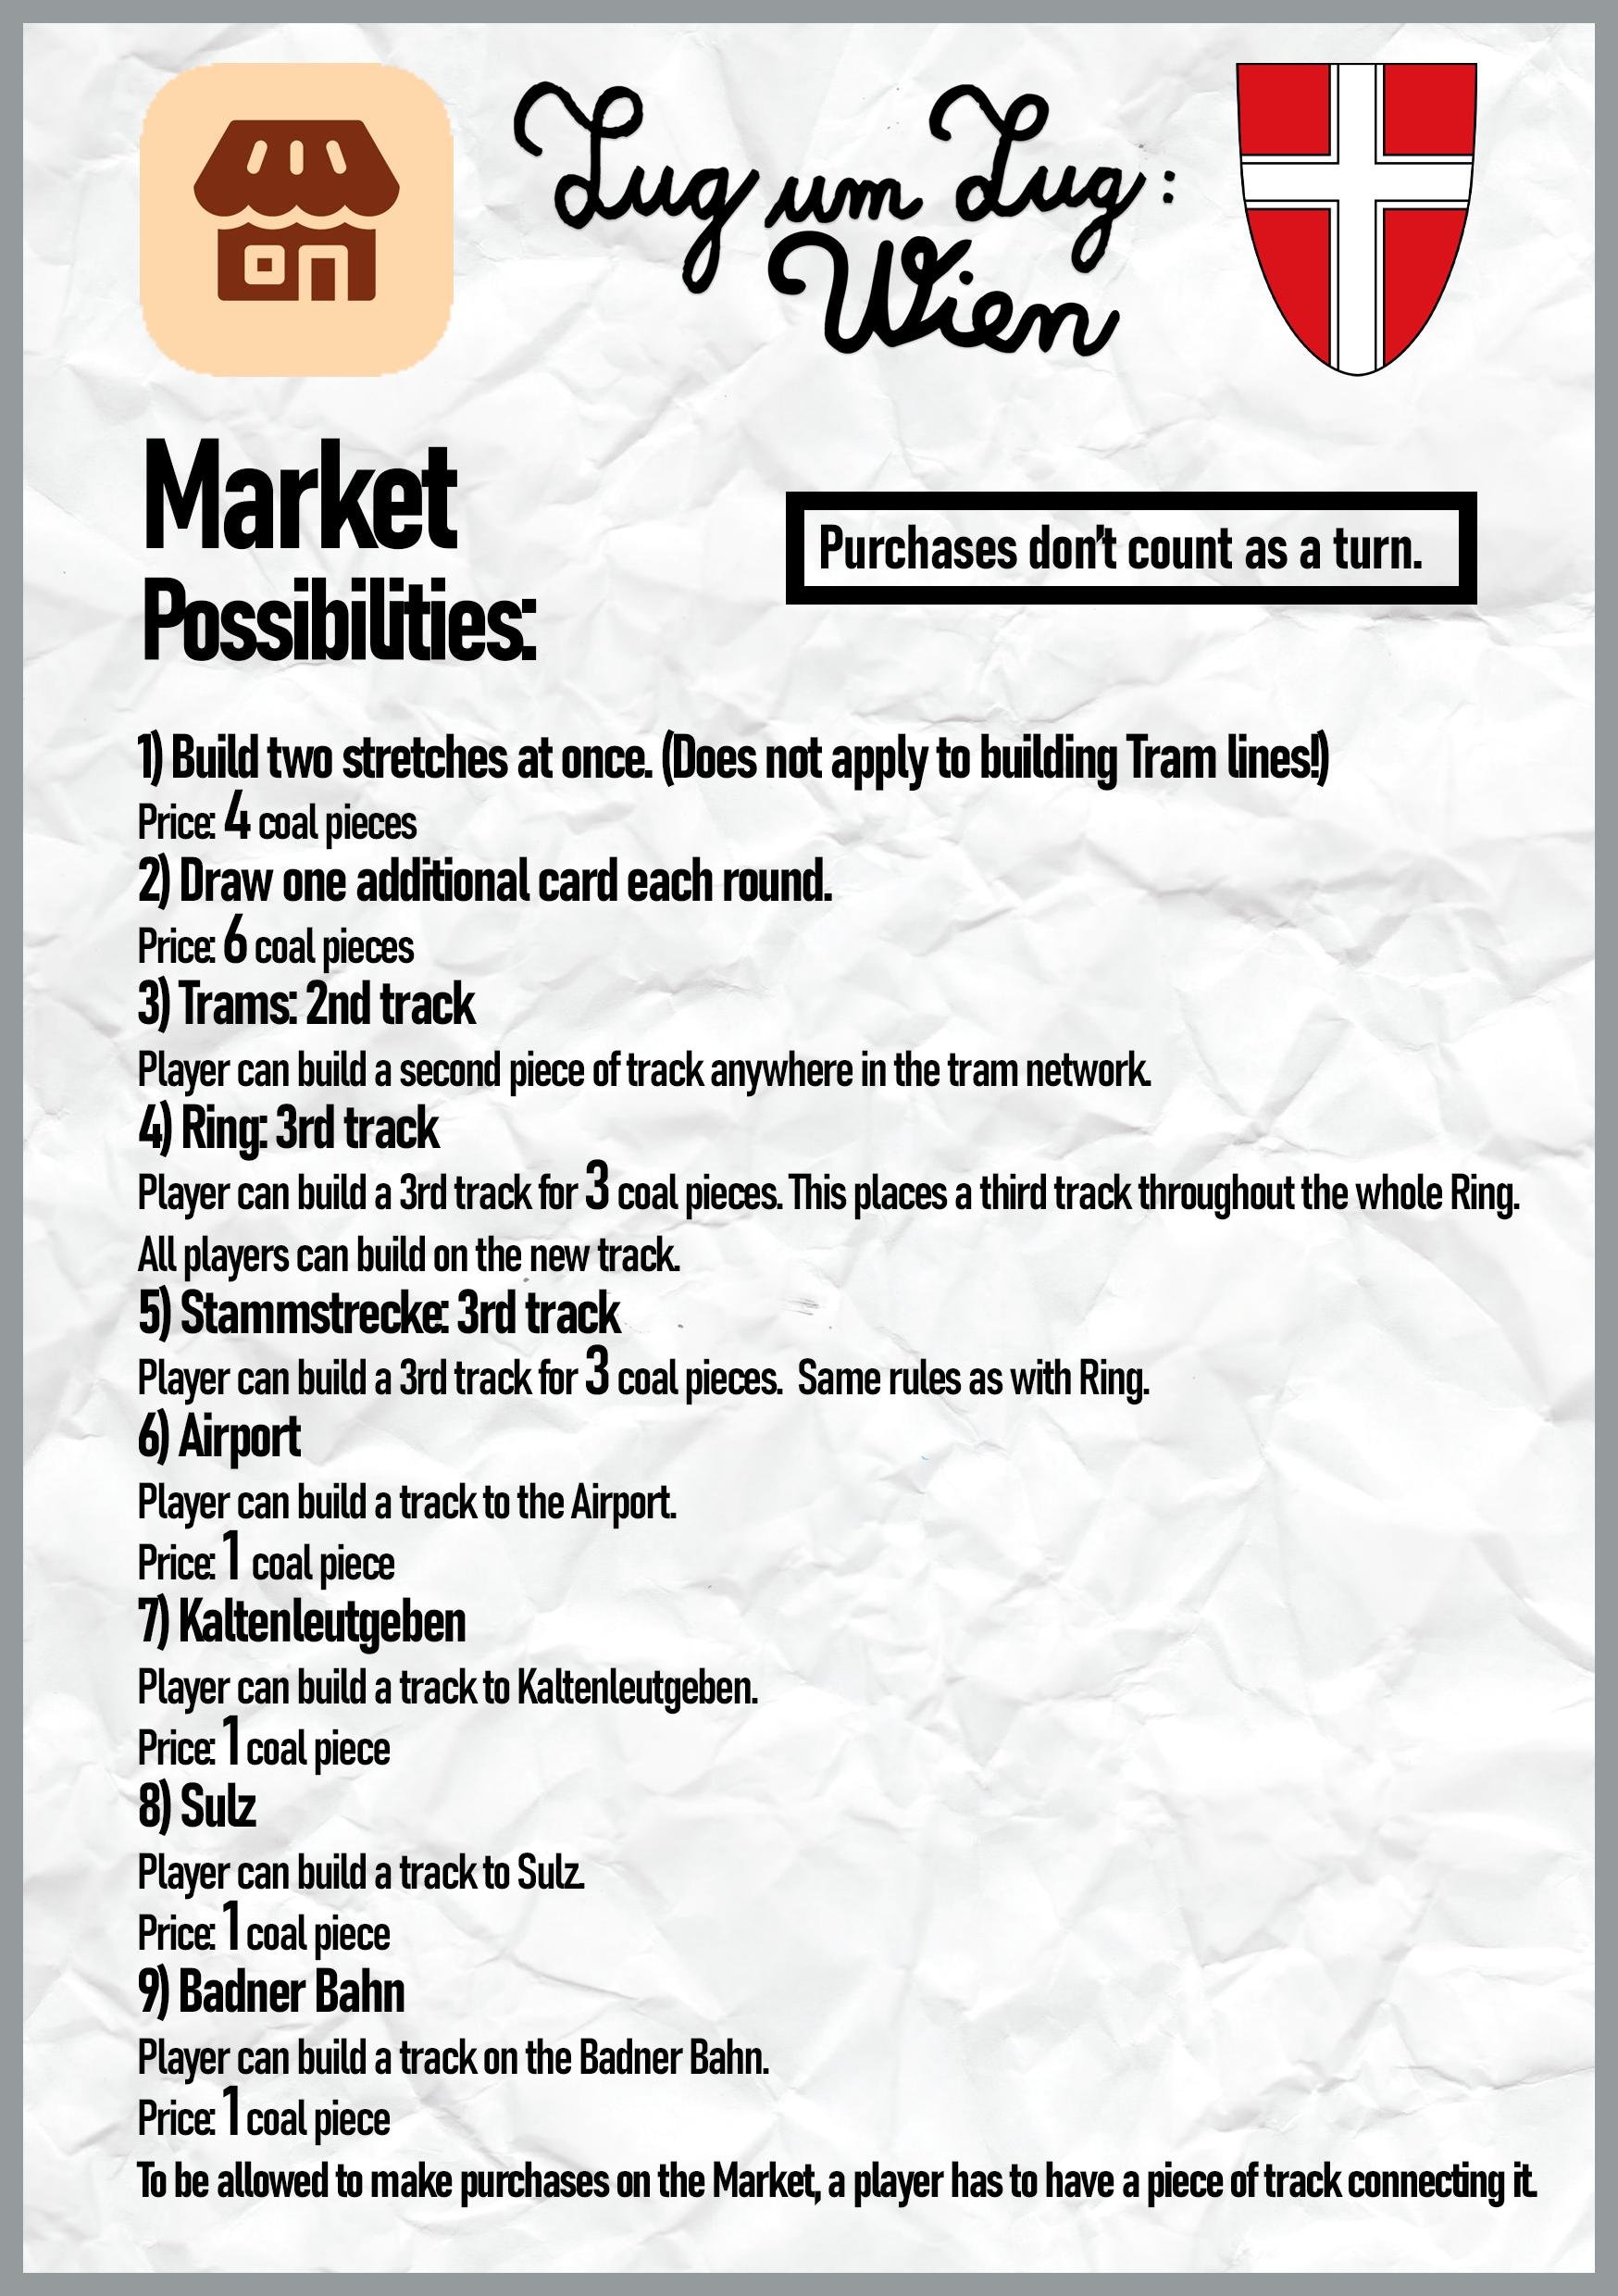 Zug um Zug:
Wien
Market
Possibilities:
Purchases don't count as a turn.
1) Build two stretches at once. (Does not apply to building Tram lines!)
Price: 4 coal pieces
2) Draw one additional card each round.
Price: 6 coal pieces
3) Trams: 2nd track
Player can build a second piece of track anywhere in the tram network.
4) Ring: 3rd track
Player can build a 3rd track for 3 coal pieces. This places a third track throughout the whole Ring.
All players can build on the new track.
5) Stammstrecke: 3rd track
Player can build a 3rd track for 3 coal pieces. Same rules as with Ring.
6) Airport
Player can build a track to the Airport.
Price: 1 coal piece
7) Kaltenleutgeben
Player can build a track to Kaltenleutgeben.
Price: 1 coal piece
8) Sulz
Player can build a track to Sulz.
Price: 1 coal piece
9) Badner Bahn
Player can build a track on the Badner Bahn.
Price: 1 coal piece
To be allowed to make purchases on the Market, a player has to have a piece of track connecting it.